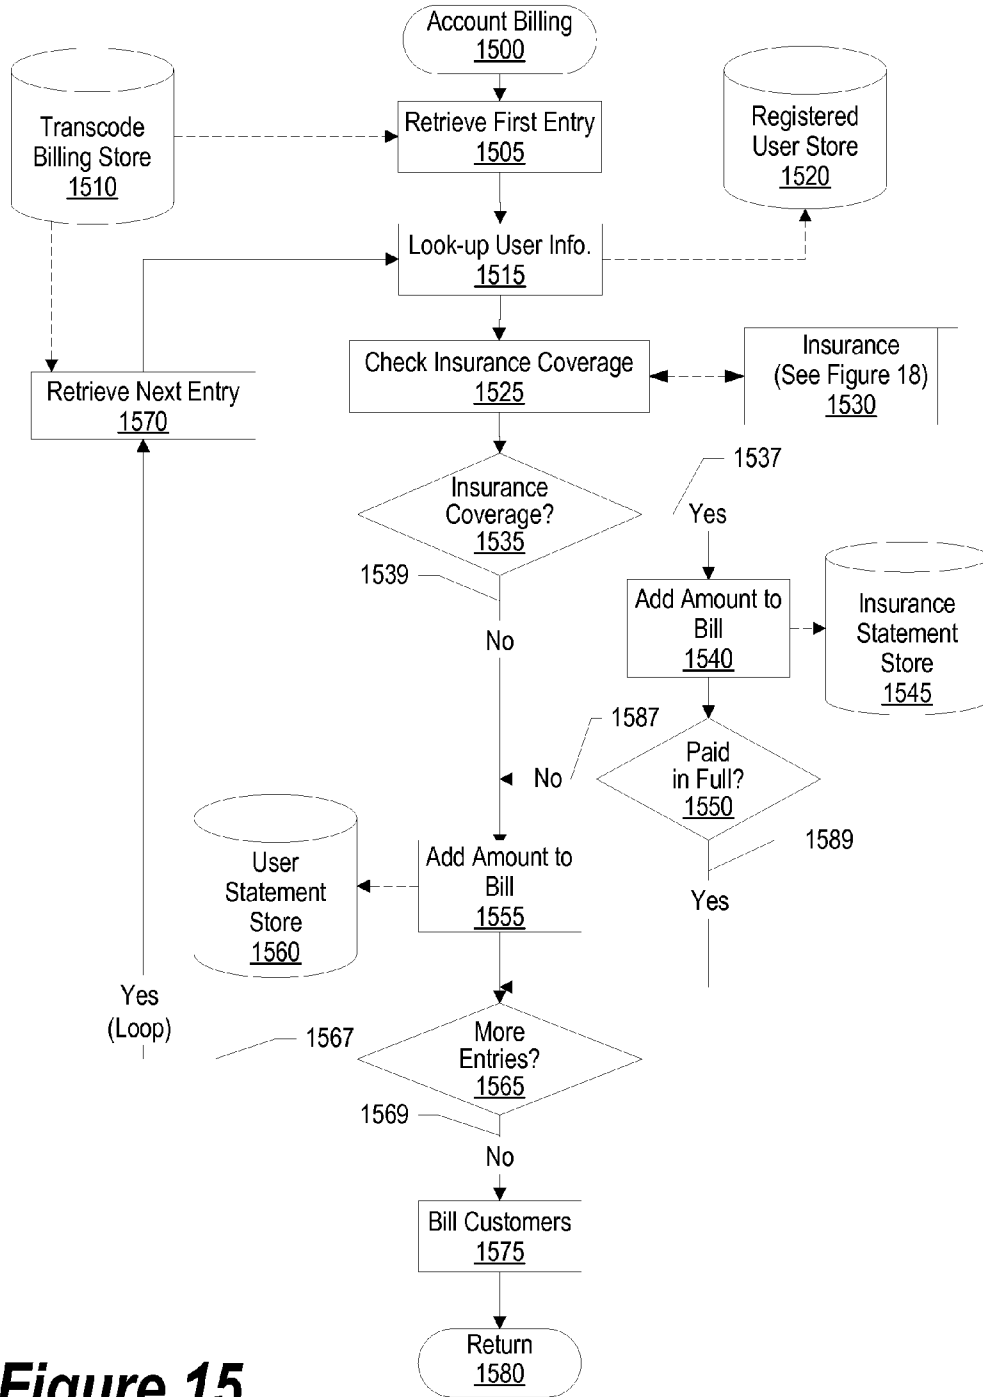 Account Billing
1500
Transcode
Billing Store
1510
Retrieve First Entry
1505
Registered
User Store
1520
Look-up User Info.
1515
Retrieve Next Entry
1570
Check Insurance Coverage
1525
Insurance
(See Figure 18)
1530
1537
Insurance
Coverage?
1535
Yes
1539
No
Add Amount to
Bill
1540
Insurance
Statement
Store
1545
1587
No
Paid
in Full?
1550
1589
Yes
User
Statement
Store
1560
Add Amount to
Bill
1555
Yes
(Loop)
1567
More
Entries?
1565
1569
No
Bill Customers
1575
Return
1580
Figure 15